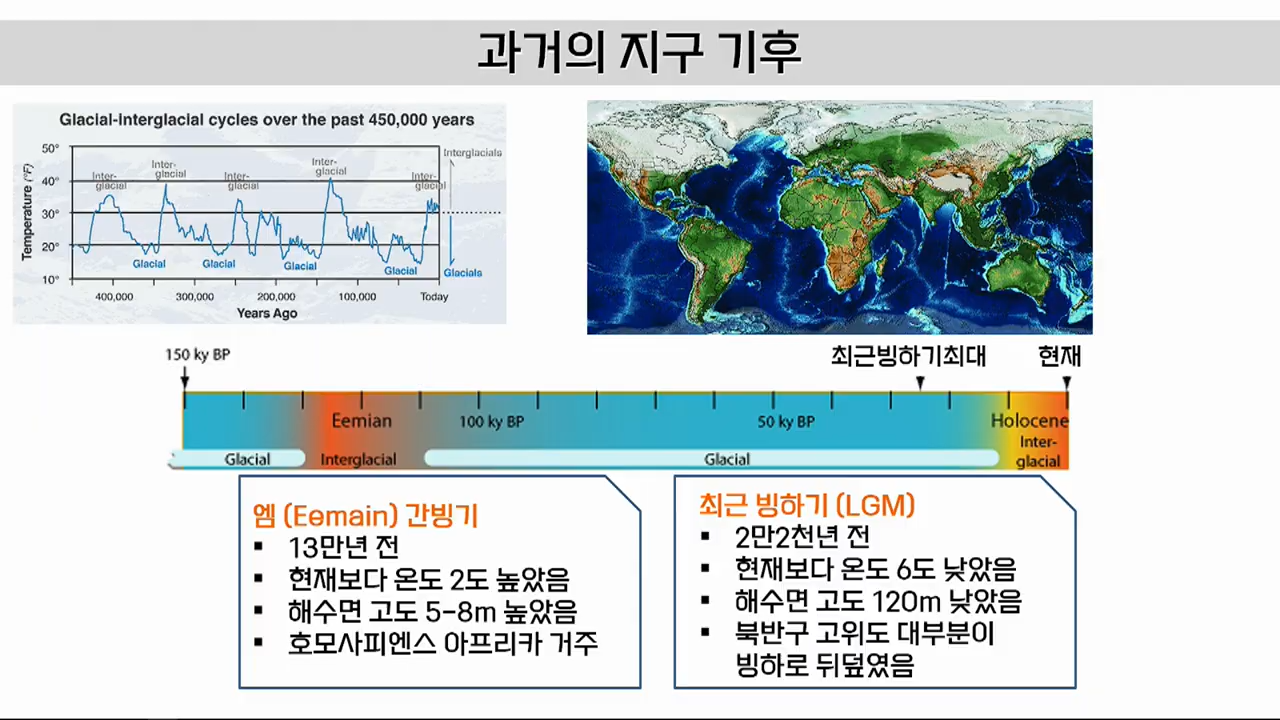 과거의 지구 기후
Glacial-interglacial cycles over the past 450,000 years
Temperature (°F)
50°
40°
30°
20°
10°
Inter-
glacial
Inter-
glacial
Inter-
glacial
Inter-
glacial
Inter-
glacial
Interglacials
Glacial
Glacial
Glacial
Glacial
Glacials
400,000
300,000
200,000
100,000
Today
Years Ago
150 ky BP
최근빙하기최대
현재
Eemian
100 ky BP
50 ky BP
Holocene
Glacial
Interglacial
Glacial
Inter-
glacial
엠 (Eemain) 간빙기
▪ 13만년 전
▪ 현재보다 온도 2도 높았음
▪ 해수면 고도 5-8m 높았음
▪ 호모사피엔스 아프리카 거주
최근 빙하기 (LGM)
▪ 2만2천년 전
▪ 현재보다 온도 6도 낮았음
▪ 해수면 고도 120m 낮았음
▪ 북반구 고위도 대부분이
빙하로 뒤덮였음